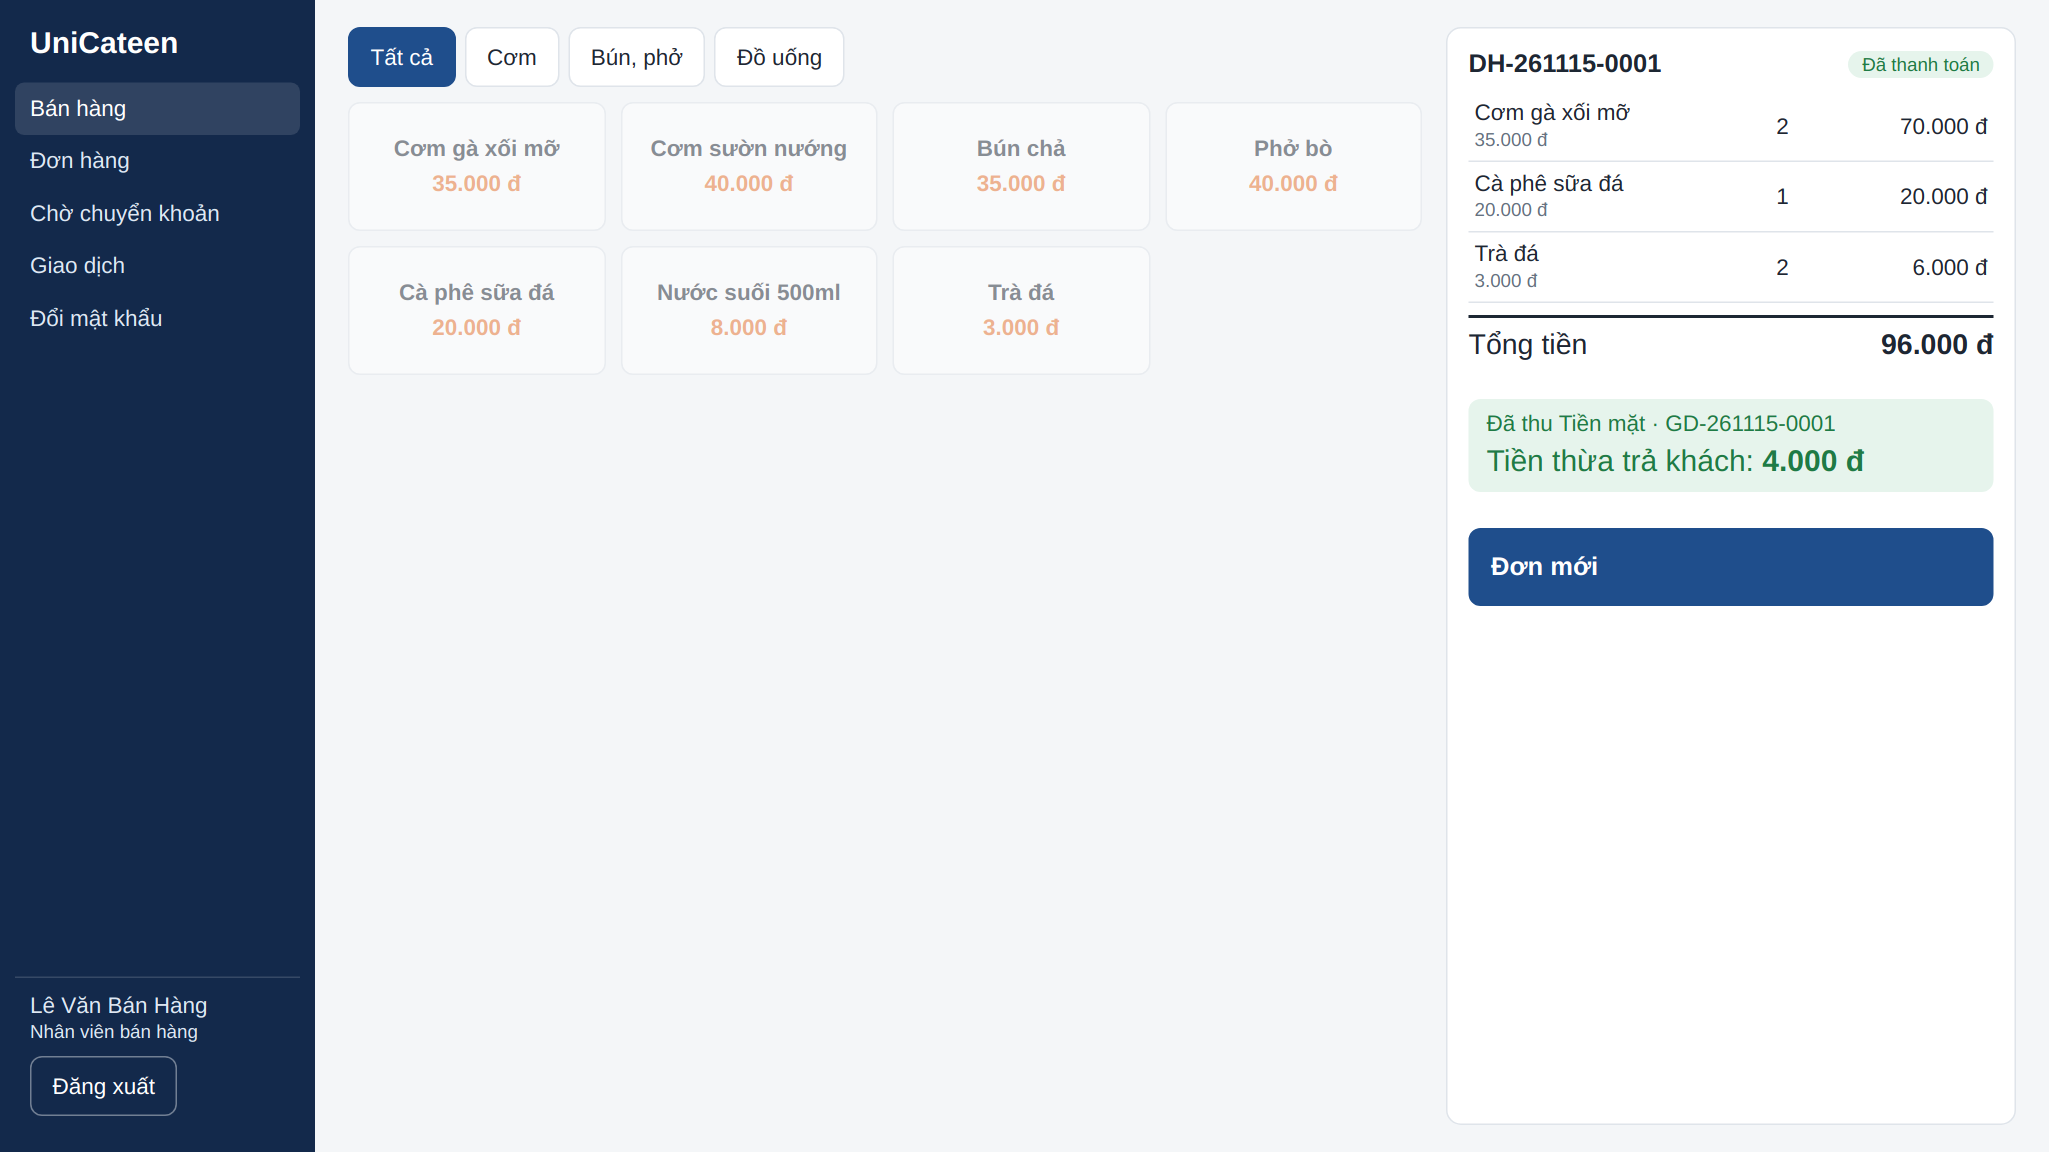 UniCateen
Bán hàng
Đơn hàng
Chờ chuyển khoản
Giao dịch
Đổi mật khẩu
Lê Văn Bán Hàng
Nhân viên bán hàng
Đăng xuất
Tất cả
Cơm
Bún, phở
Đồ uống
Cơm gà xối mỡ
35.000 đ
Cơm sườn nướng
40.000 đ
Bún chả
35.000 đ
Phở bò
40.000 đ
Cà phê sữa đá
20.000 đ
Nước suối 500ml
8.000 đ
Trà đá
3.000 đ
DH-261115-0001
Đã thanh toán
Cơm gà xối mỡ
35.000 đ
2
70.000 đ
Cà phê sữa đá
20.000 đ
1
20.000 đ
Trà đá
3.000 đ
2
6.000 đ
Tổng tiền
96.000 đ
Đã thu Tiền mặt · GD-261115-0001
Tiền thừa trả khách: 4.000 đ
Đơn mới